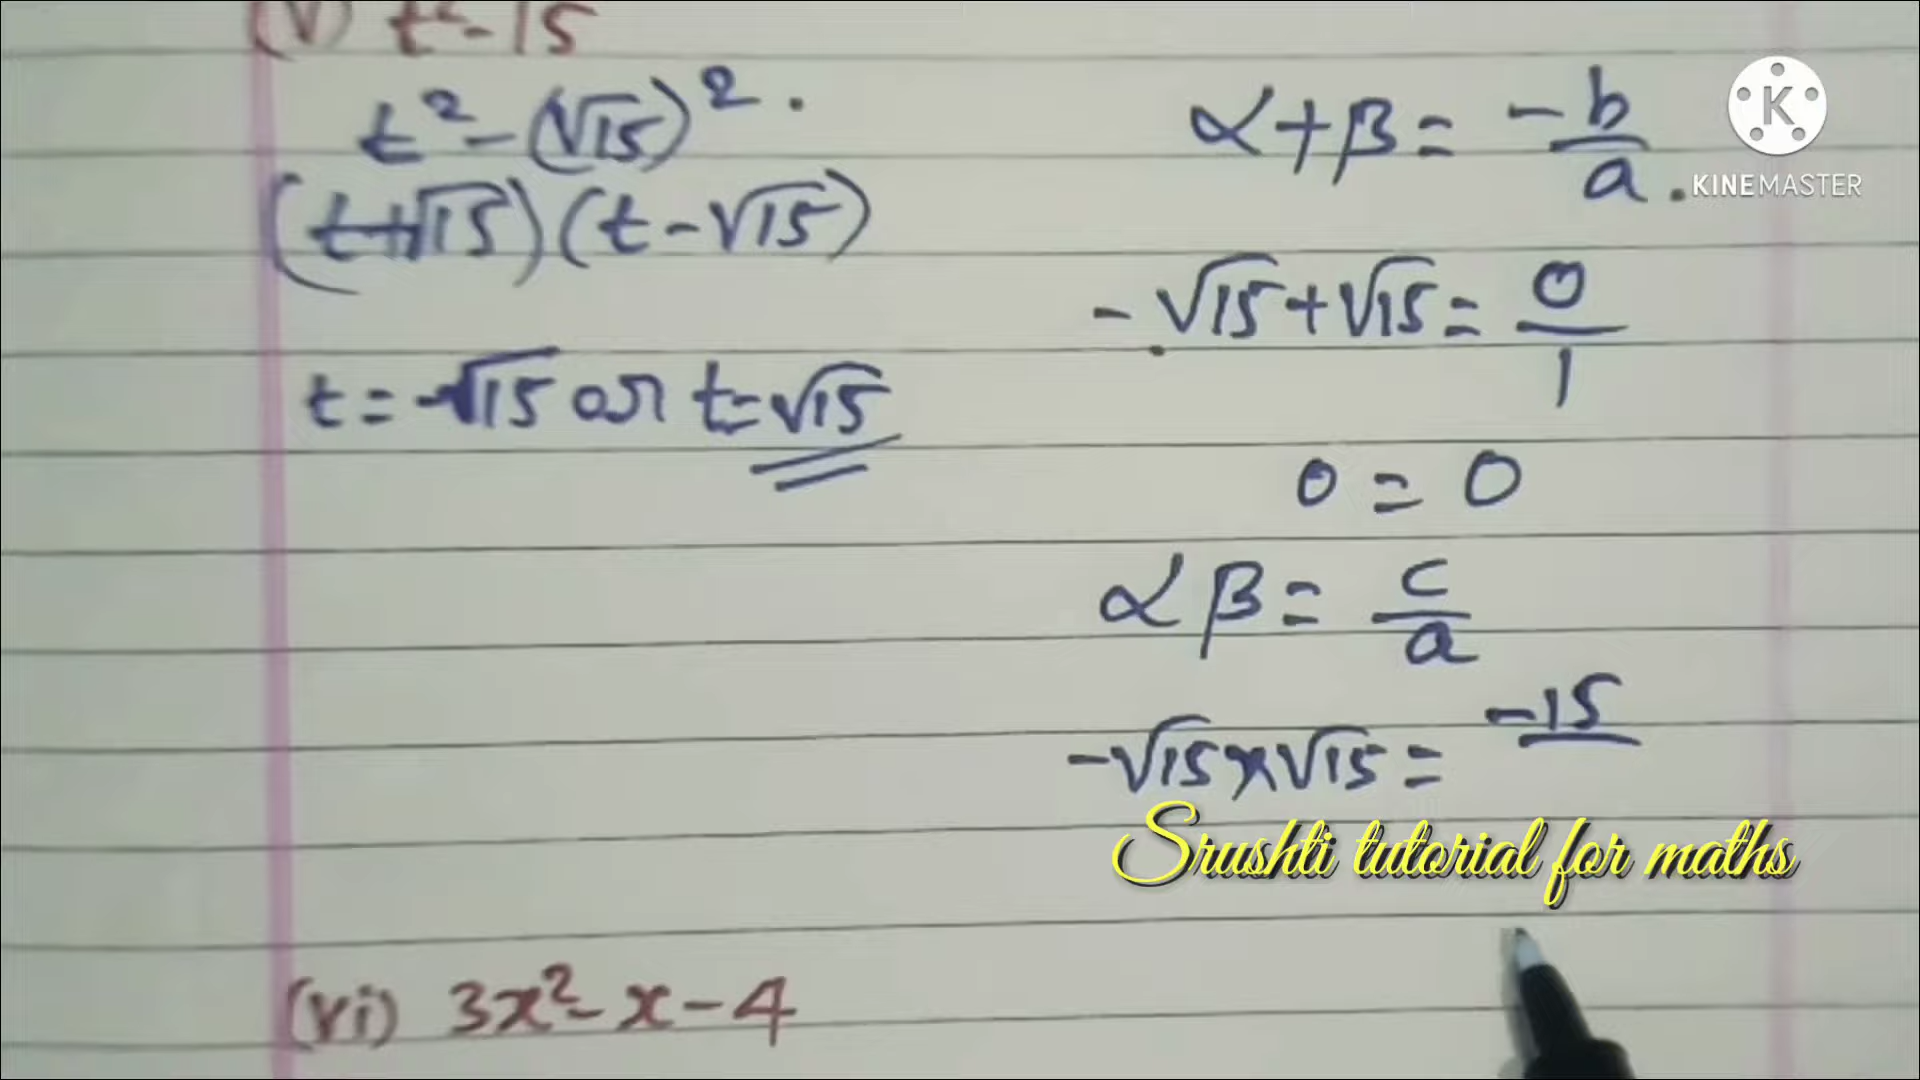 (v) t²-15
t²-(√15)².
(t+√15)(t-√15)
t=-√15 or t=√15
α+β= -b/a.
-√15+√15= 0/1
0=0
αβ= c/a
-√15x√15= -15
(vi) 3x²-x-4
K
KINEMASTER
Srushti tutorial for maths